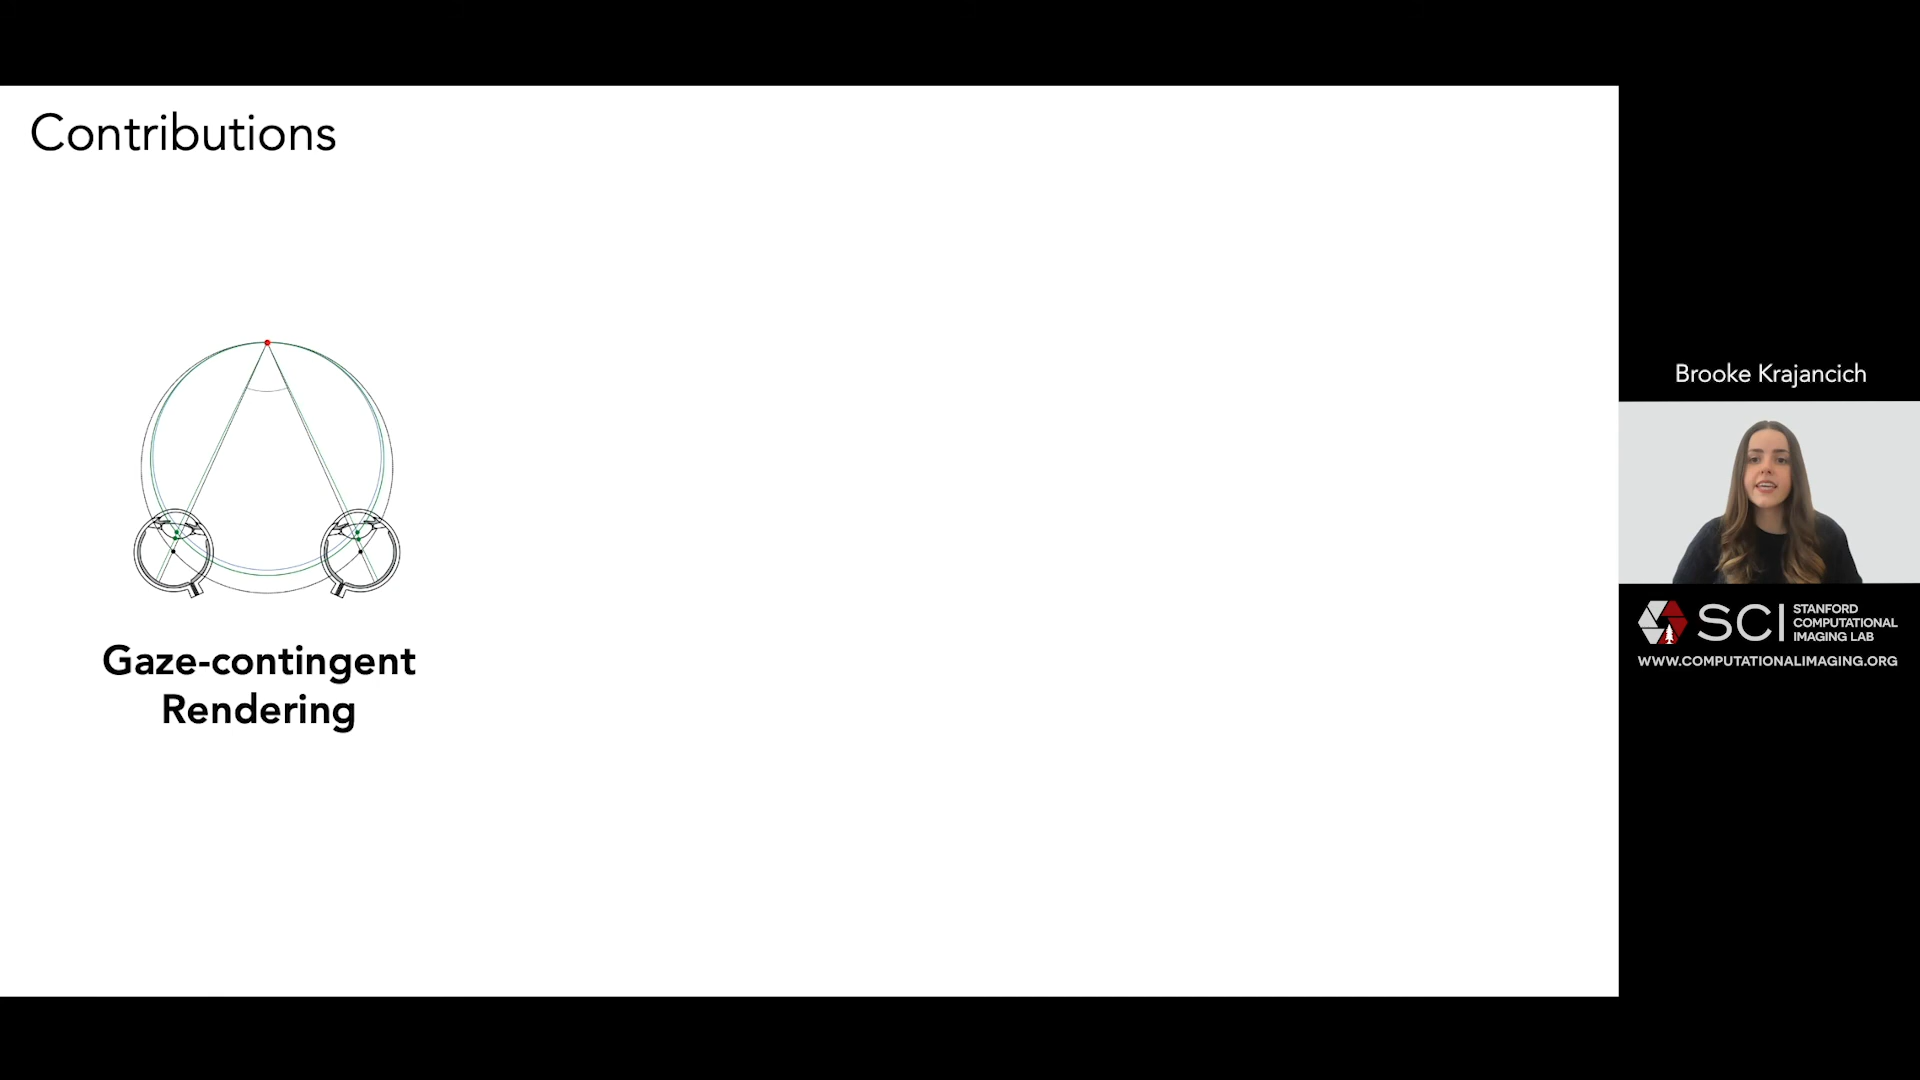 Contributions
Gaze-contingent
Rendering
Brooke Krajancich
SCI
STANFORD
COMPUTATIONAL
IMAGING LAB
WWW.COMPUTATIONALIMAGING.ORG